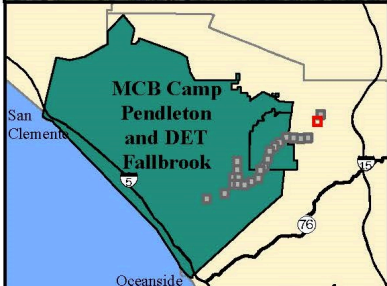 MCB Camp
Pendleton
and DET
Fallbrook
San
Clemente
5
15
76
Oceanside